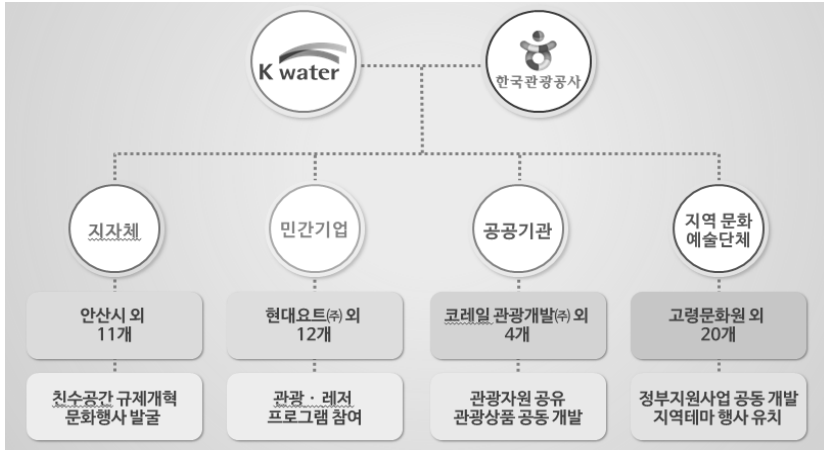 K water
한국관광공사
지자체
민간기업
공공기관
지역 문화
예술단체
안산시 외
11개
현대요트㈜ 외
12개
코레일 관광개발㈜ 외
4개
고령문화원 외
20개
친수공간 규제개혁
문화행사 발굴
관광 · 레저
프로그램 참여
관광자원 공유
관광상품 공동 개발
정부지원사업 공동 개발
지역테마 행사 유치